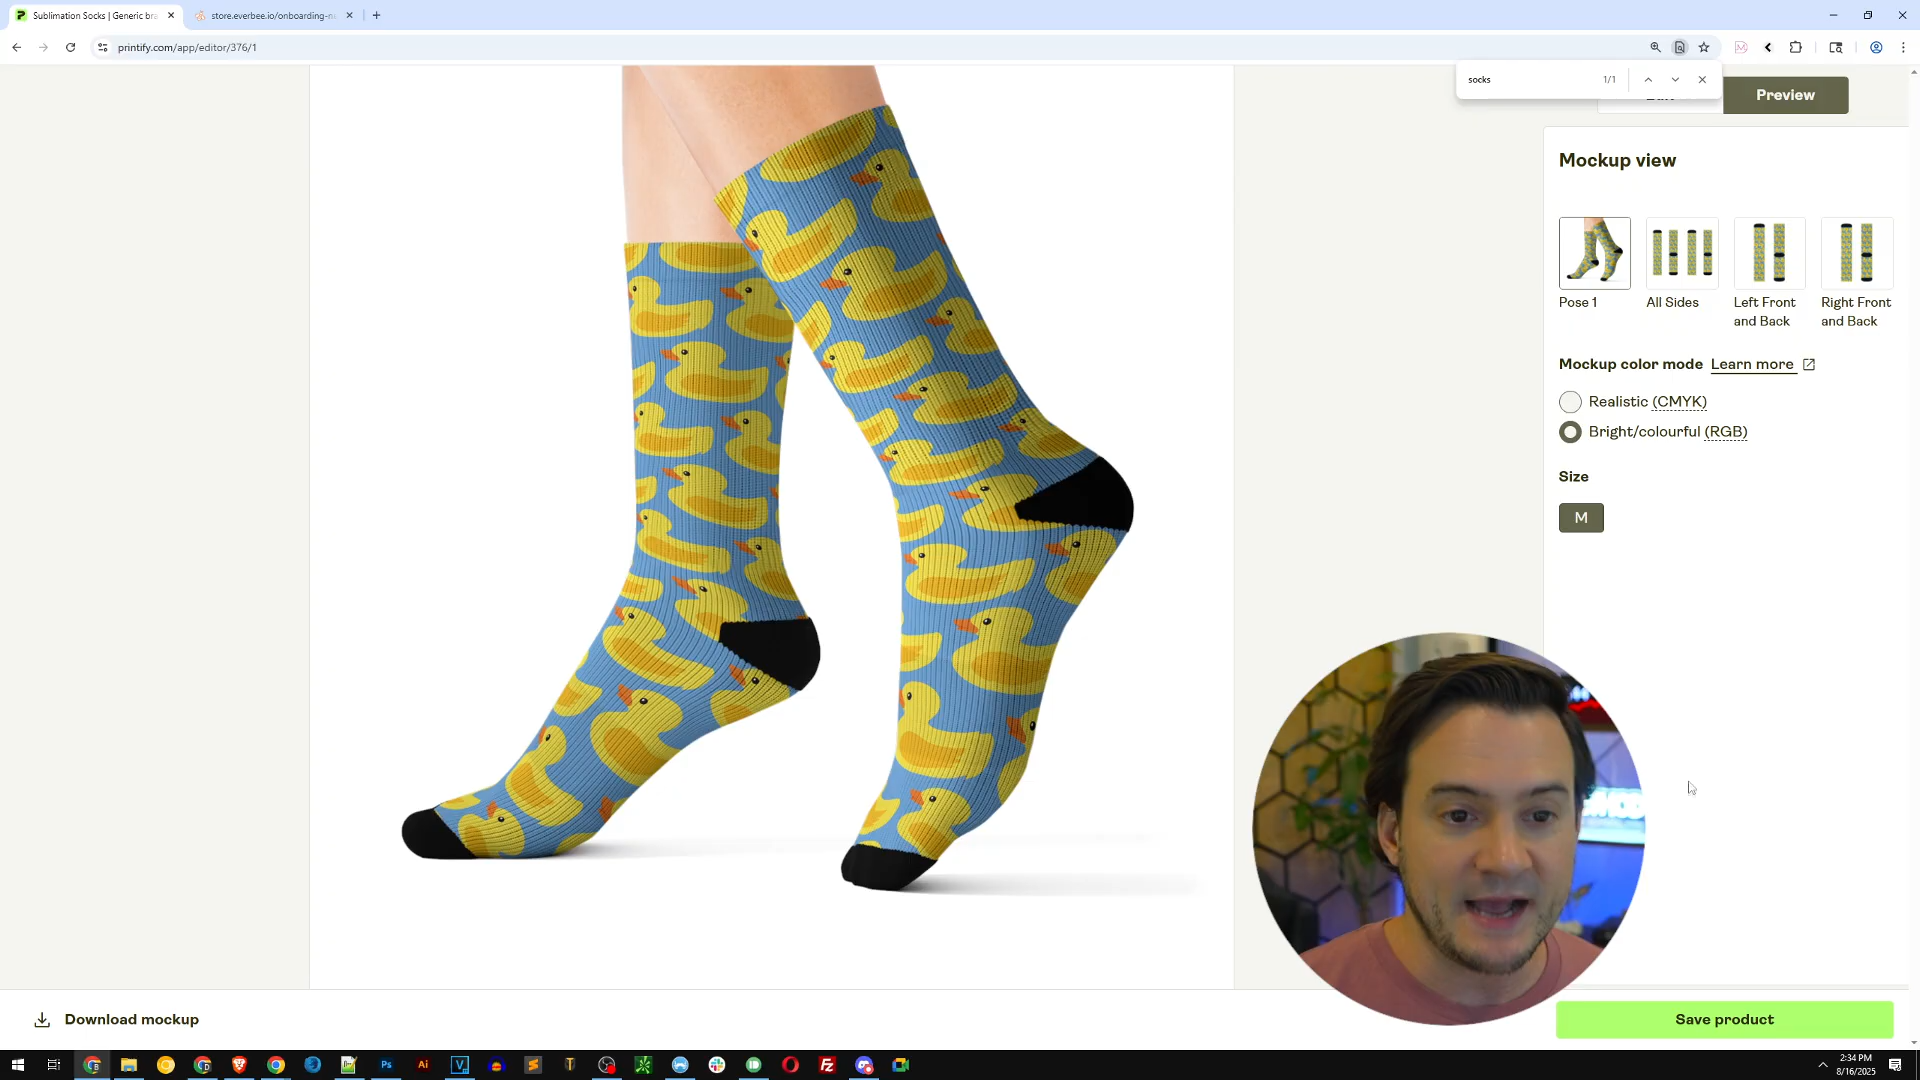 Sublimation Socks | Generic bra
store.everbee.io/onboarding-n
printify.com/app/editor/376/1
socks
1/1
Preview
Mockup view
Pose 1
All Sides
Left Front
and Back
Right Front
and Back
Mockup color mode Learn more
Realistic (CMYK)
Bright/colourful (RGB)
Size
M
Download mockup
Save product
2:34 PM
8/16/2025